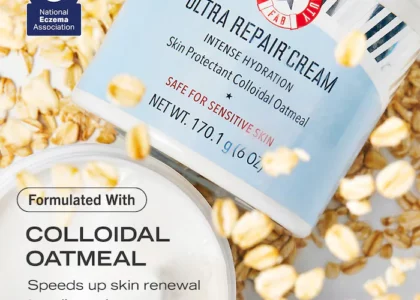 National
Eczema
Association
FAB
ULTRA REPAIR CREAM
INTENSE HYDRATION
Skin Protectant Colloidal Oatmeal
★
SAFE FOR SENSITIVE SKIN
NET WT. 170.1 g (6 OZ)
Formulated With
COLLOIDAL
OATMEAL
Speeds up skin renewal